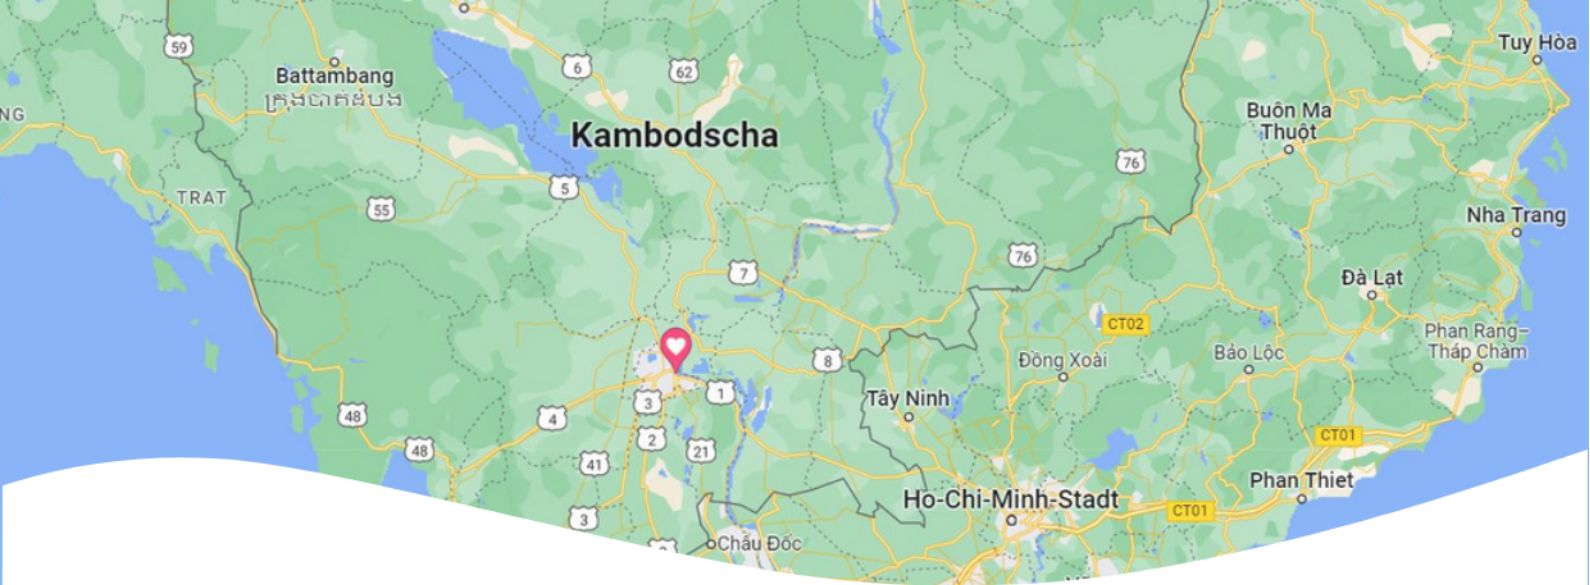 59
Battambang
ក្រុងបាត់ដំបង
6
62
Tuy Hòa
NG
Kambodscha
Buôn Ma
Thuột
76
TRAT
55
5
Nha Trang
7
76
Đà Lạt
CT02
Phan Rang–
Tháp Chàm
Đồng Xoài
Bảo Lộc
8
Tây Ninh
1
3
48
4
2
CT01
48
21
41
Phan Thiet
Ho-Chi-Minh-Stadt
CT01
3
Châu Đốc